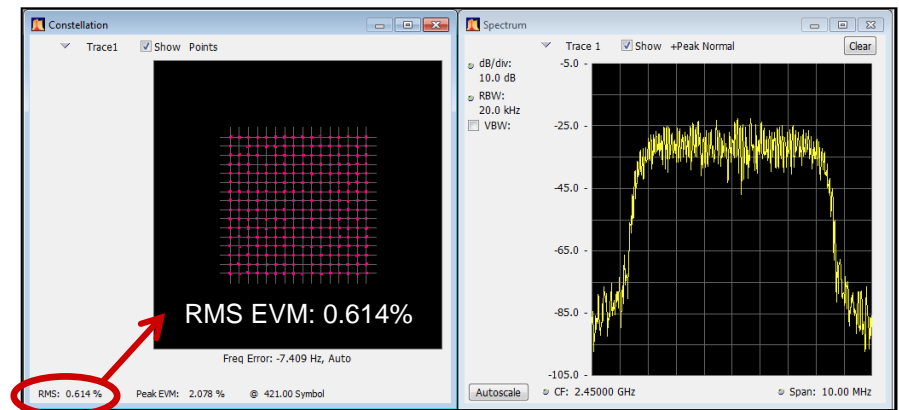 Constellation
Trace1 Show Points
RMS EVM: 0.614%
Freq Error: -7.409 Hz, Auto
RMS: 0.614 % Peak EVM: 2.078 % @ 421.00 Symbol
Spectrum
Trace 1 Show +Peak Normal Clear
dB/div:
10.0 dB
RBW:
20.0 kHz
VBW:
-5.0
-25.0
-45.0
-65.0
-85.0
-105.0
Autoscale CF: 2.45000 GHz Span: 10.00 MHz